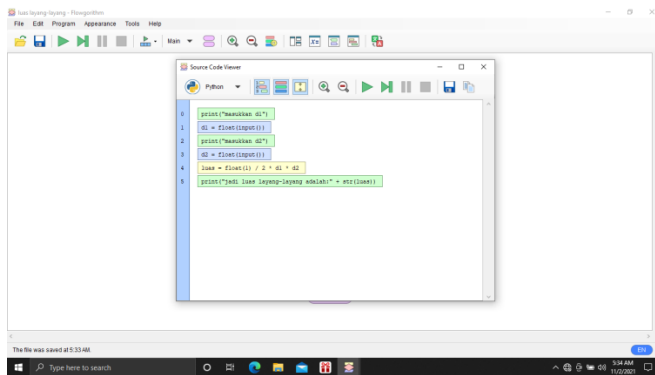 luas layang-layang - Flowgorithm
File Edit Program Appearance Tools Help
Main
Source Code Viewer
Python
0 print("masukkan d1")
1 d1 = float(input())
2 print("masukkan d2")
3 d2 = float(input())
4 luas = float(1) / 2 * d1 * d2
5 print("jadi luas layang-layang adalah:" + str(luas))
The file was saved at 5:33 AM.
EN
Type here to search
5:34 AM
11/2/2021